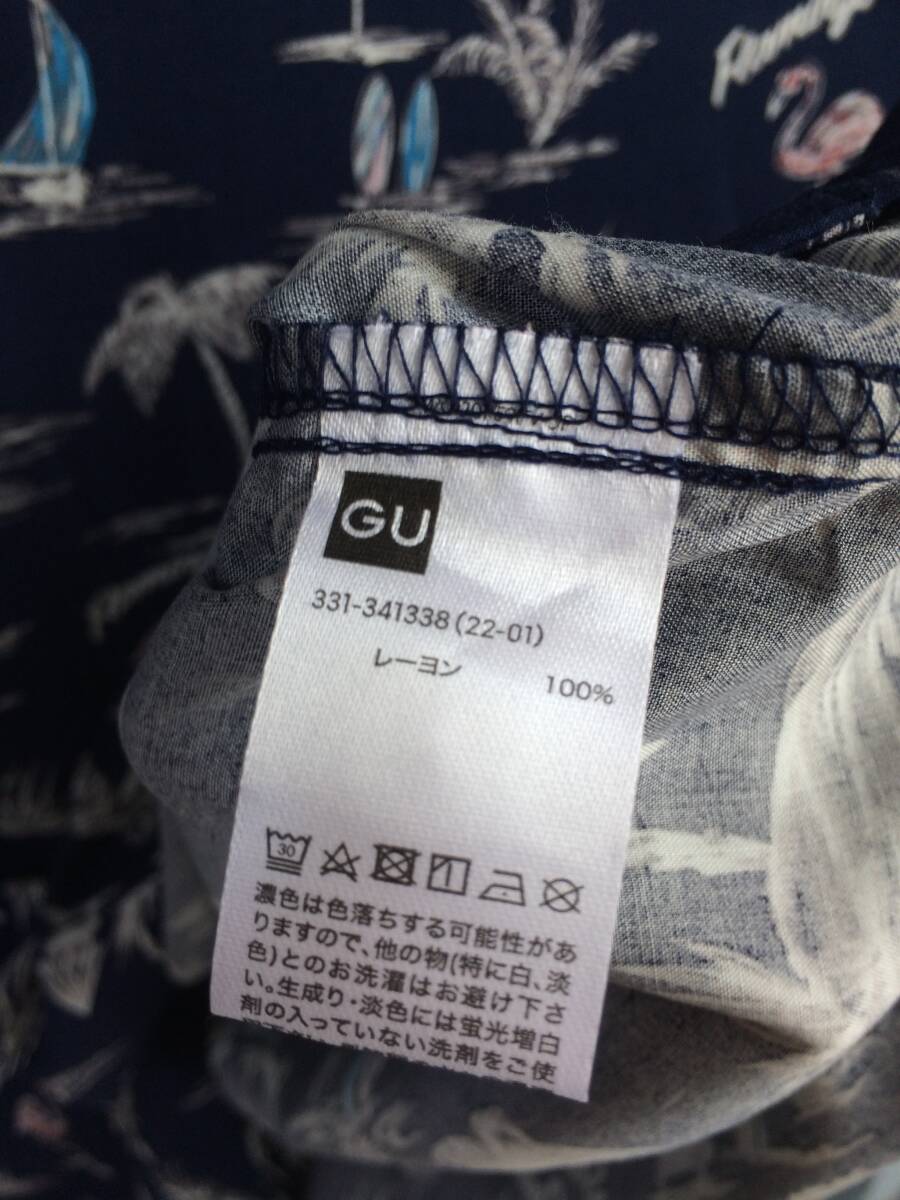 Flamingo
GU
331-341338(22-01)
レーヨン 100%
30
濃色は色落ちする可能性があ
りますので、他の物(特に白、淡
色)とのお洗濯はお避け下さ
い。生成り・淡色には蛍光増白
剤の入っていない洗剤をご使